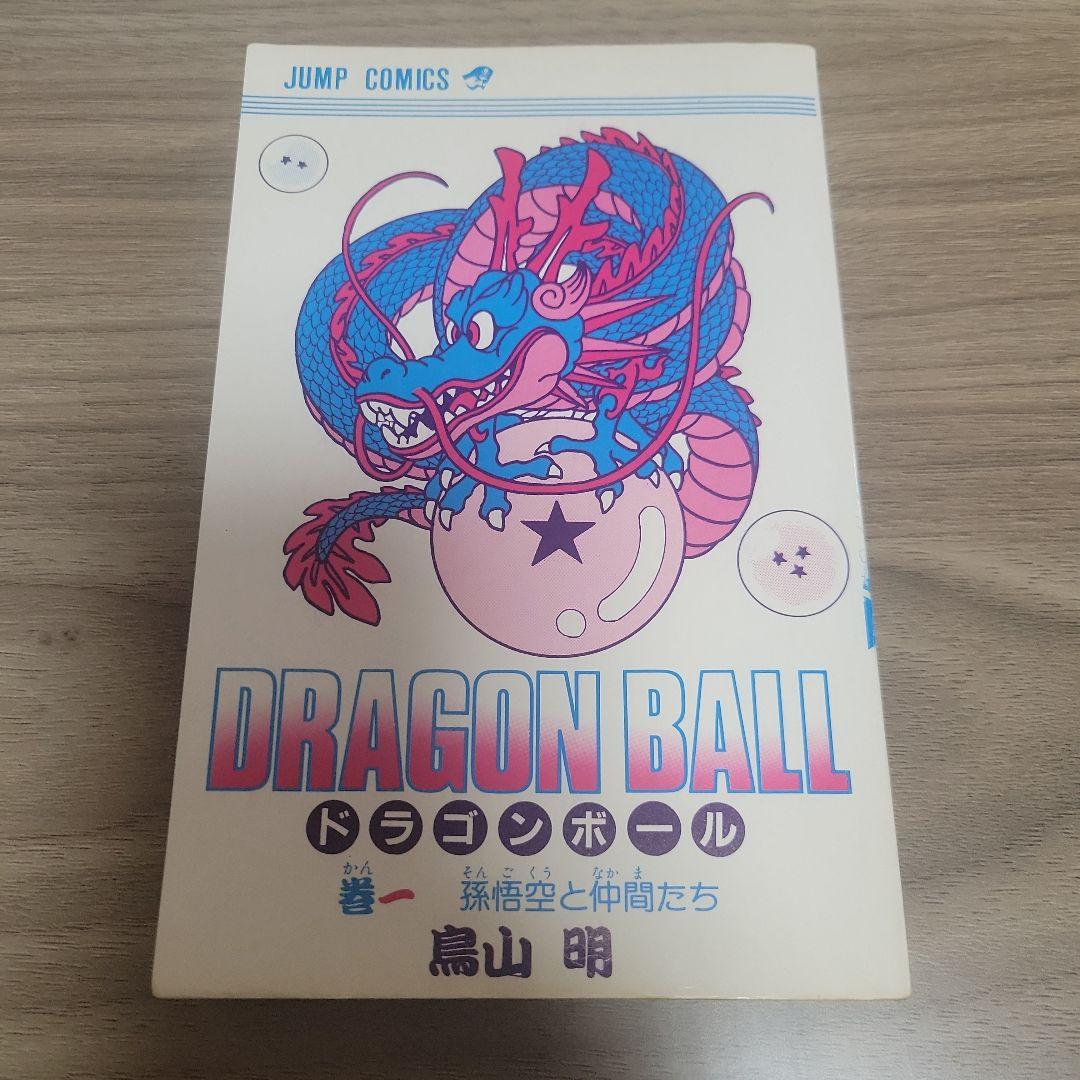 JUMP COMICS
DRAGON BALL
ドラゴンボール
かん そんごくう なかま
巻一 孫悟空と仲間たち
鳥山 明